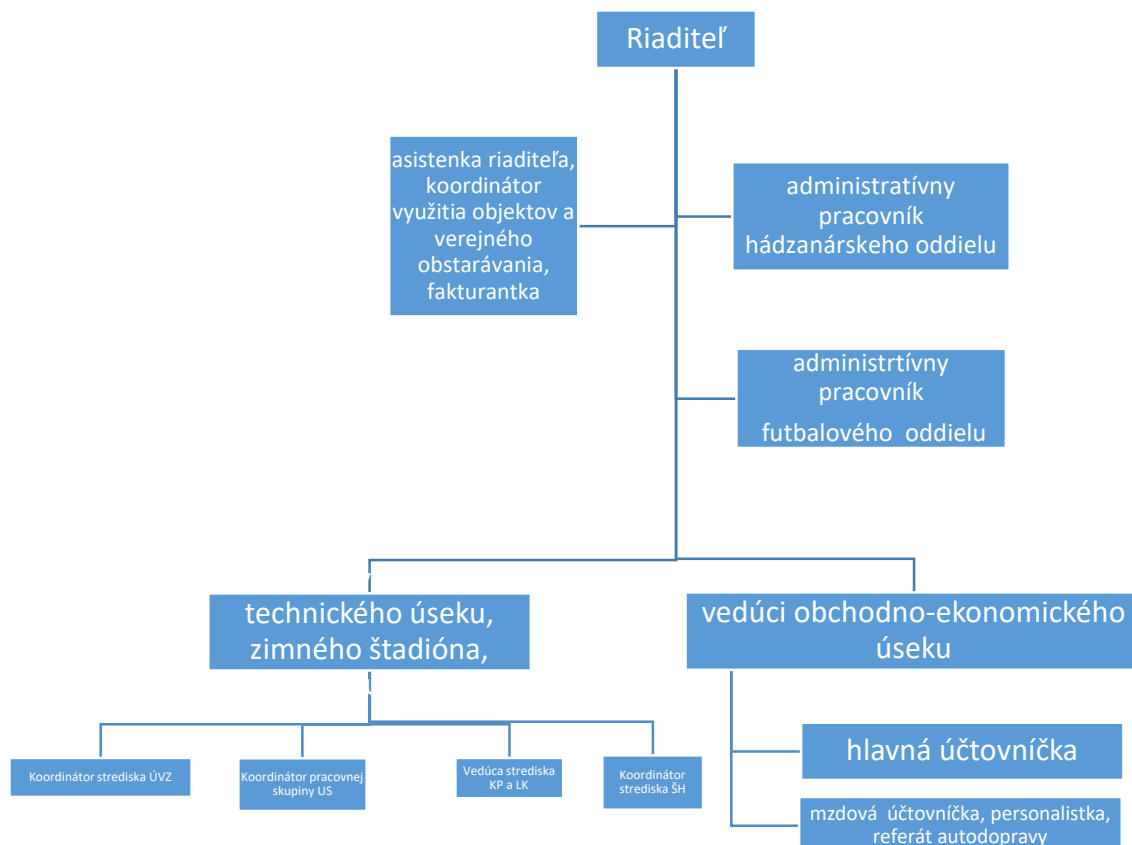 Riaditeľ
asistenka riaditeľa,
koordinátor
využitia objektov a
verejného
obstarávania,
fakturantka
administratívny
pracovník
hádzanárskeho oddielu
administrtívny
pracovník
futbalového oddielu
technického úseku,
zimného štadióna,
vedúci obchodno-ekonomického
úseku
Koordinátor strediska ÚVZ
Koordinátor pracovnej
skupiny US
Vedúca strediska
KP a LK
Koordinátor
strediska ŠH
hlavná účtovníčka
mzdová účtovníčka, personalistka,
referát autodopravy